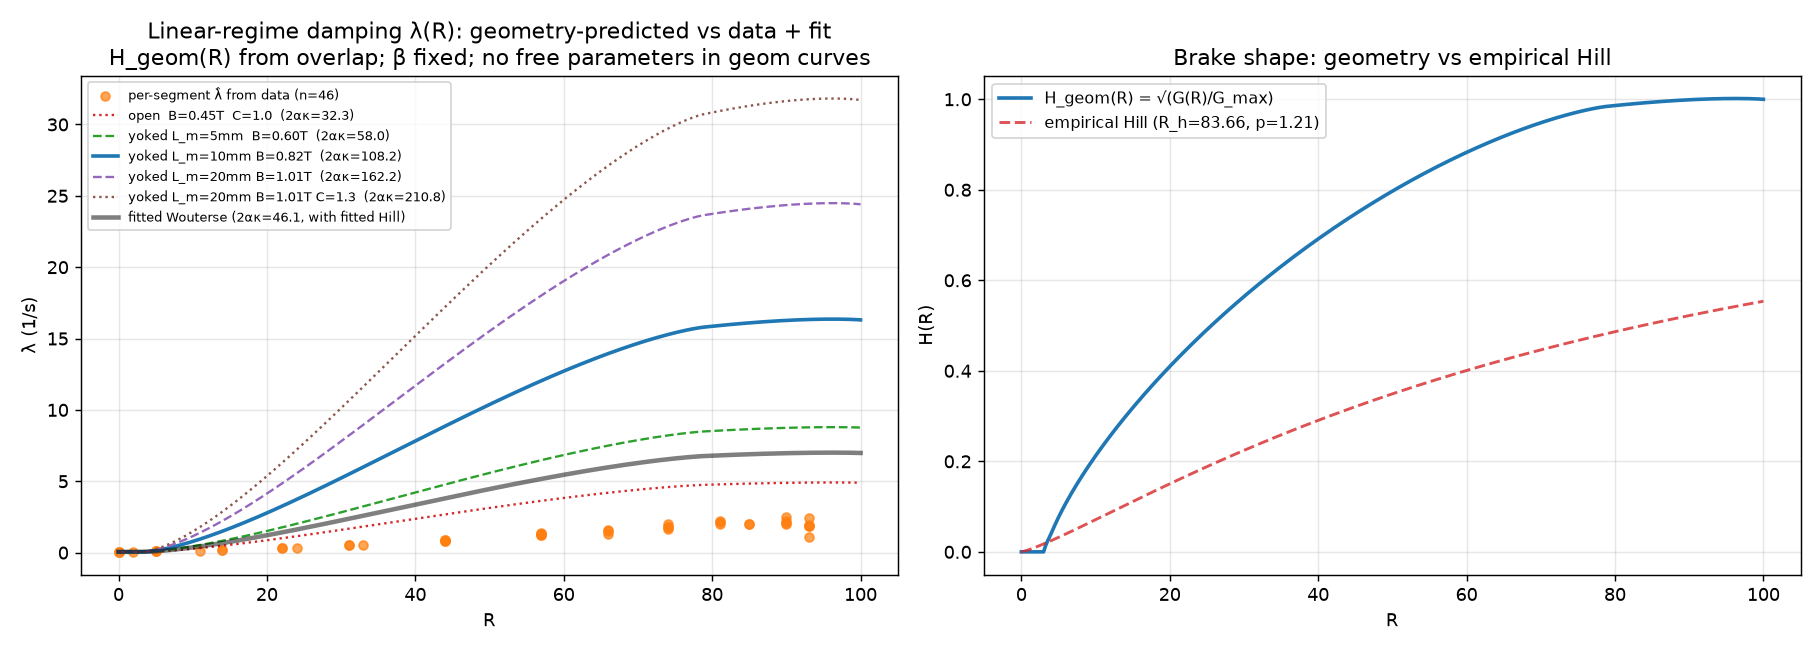 Linear-regime damping λ(R): geometry-predicted vs data + fit
H_geom(R) from overlap; β fixed; no free parameters in geom curves
per-segment λ̂ from data (n=46)
open  B=0.45T  C=1.0  (2ακ=32.3)
yoked L_m=5mm  B=0.60T  (2ακ=58.0)
yoked L_m=10mm B=0.82T  (2ακ=108.2)
yoked L_m=20mm B=1.01T  (2ακ=162.2)
yoked L_m=20mm B=1.01T C=1.3  (2ακ=210.8)
fitted Wouterse (2ακ=46.1, with fitted Hill)
λ (1/s)
30
25
20
15
10
5
0
0 20 40 60 80 100
R
Brake shape: geometry vs empirical Hill
H_geom(R) = √(G(R)/G_max)
empirical Hill (R_h=83.66, p=1.21)
H(R)
1.0
0.8
0.6
0.4
0.2
0.0
0 20 40 60 80 100
R